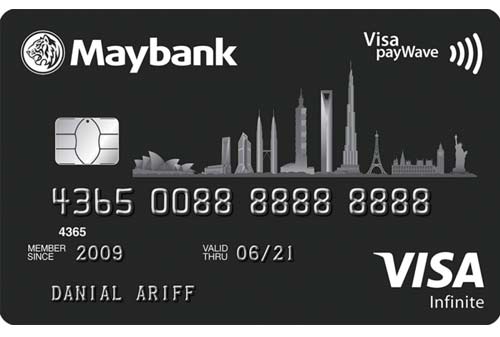 Maybank
Visa
payWave
4365 0088 8888 8888
4365
MEMBER SINCE 2009 VALID THRU 06/21
DANIAL ARIFF
VISA
Infinite